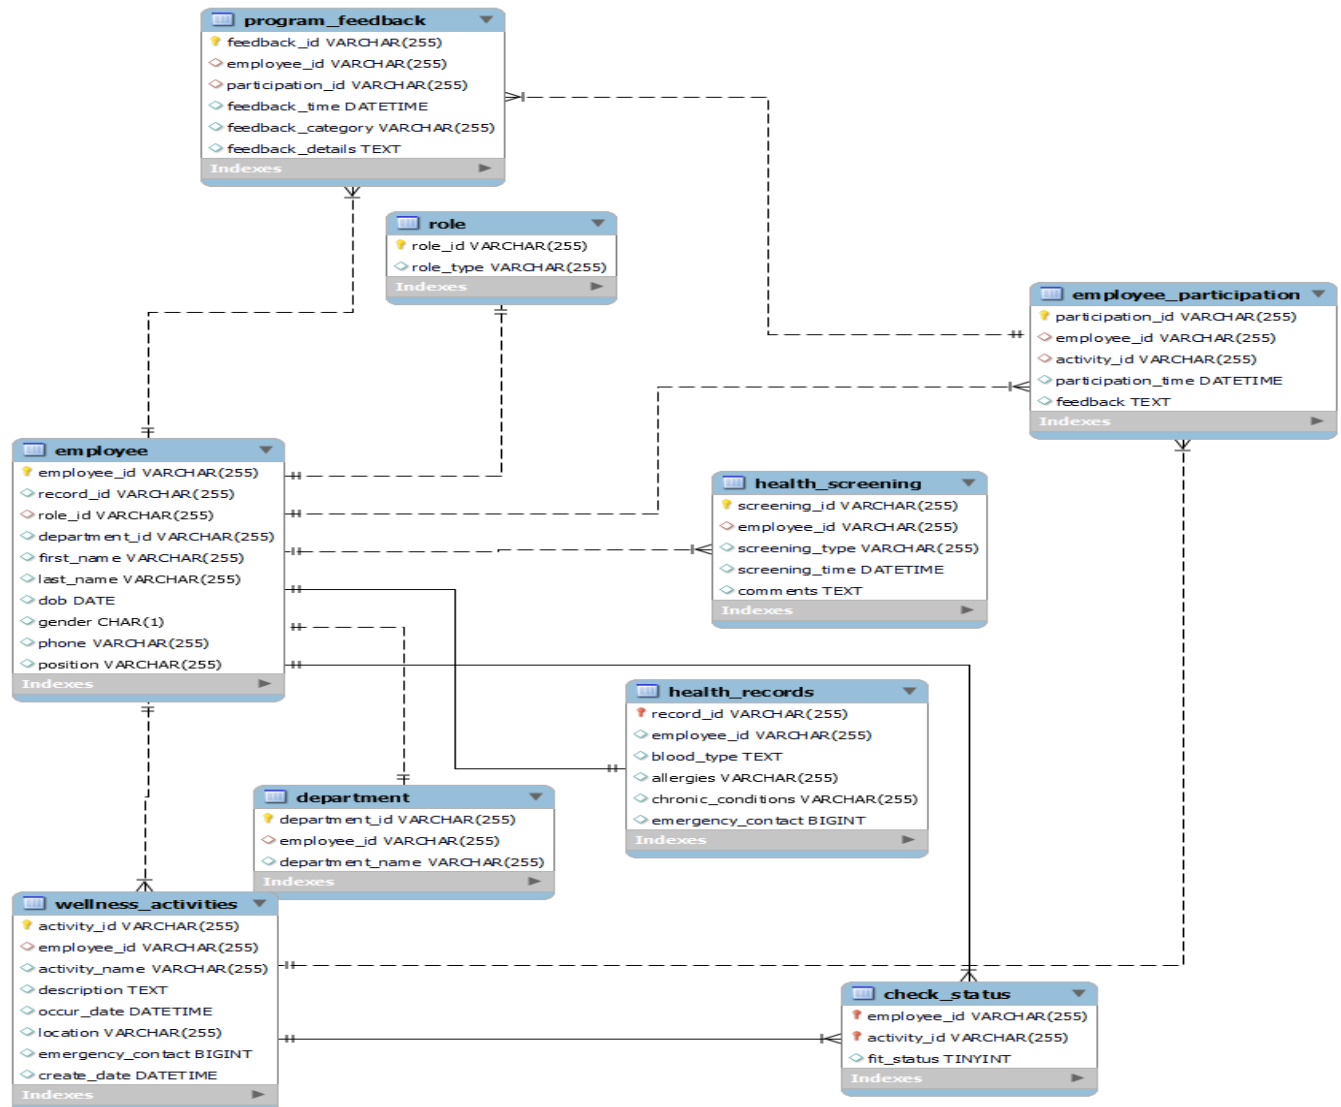 program_feedback
feedback_id VARCHAR(255)
employee_id VARCHAR(255)
participation_id VARCHAR(255)
feedback_time DATETIME
feedback_category VARCHAR(255)
feedback_details TEXT
Indexes
role
role_id VARCHAR(255)
role_type VARCHAR(255)
Indexes
employee_participation
participation_id VARCHAR(255)
employee_id VARCHAR(255)
activity_id VARCHAR(255)
participation_time DATETIME
feedback TEXT
Indexes
employee
employee_id VARCHAR(255)
record_id VARCHAR(255)
role_id VARCHAR(255)
department_id VARCHAR(255)
first_name VARCHAR(255)
last_name VARCHAR(255)
dob DATE
gender CHAR(1)
phone VARCHAR(255)
position VARCHAR(255)
Indexes
health_screening
screening_id VARCHAR(255)
employee_id VARCHAR(255)
screening_type VARCHAR(255)
screening_time DATETIME
comments TEXT
Indexes
health_records
record_id VARCHAR(255)
employee_id VARCHAR(255)
blood_type TEXT
allergies VARCHAR(255)
chronic_conditions VARCHAR(255)
emergency_contact BIGINT
Indexes
department
department_id VARCHAR(255)
employee_id VARCHAR(255)
department_name VARCHAR(255)
Indexes
wellness_activities
activity_id VARCHAR(255)
employee_id VARCHAR(255)
activity_name VARCHAR(255)
description TEXT
occur_date DATETIME
location VARCHAR(255)
emergency_contact BIGINT
create_date DATETIME
Indexes
check_status
employee_id VARCHAR(255)
activity_id VARCHAR(255)
fit_status TINYINT
Indexes